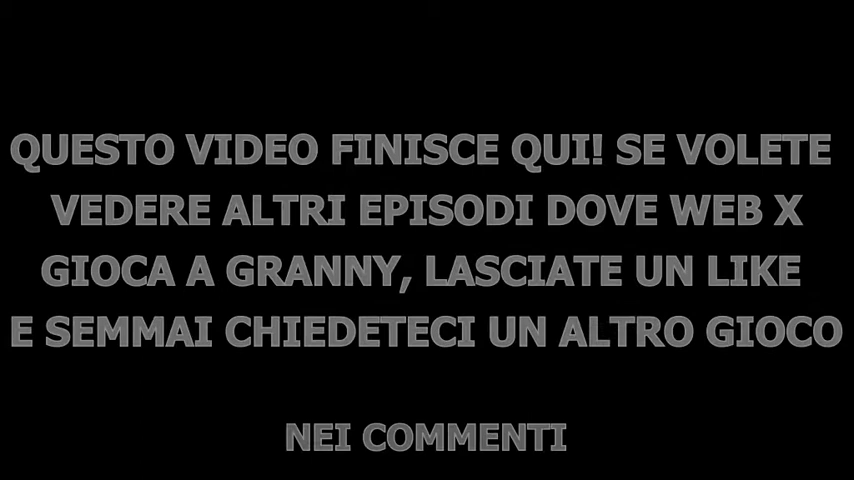 QUESTO VIDEO FINISCE QUI! SE VOLETE
VEDERE ALTRI EPISODI DOVE WEB X
GIOCA A GRANNY, LASCIATE UN LIKE
E SEMMAI CHIEDETECI UN ALTRO GIOCO
NEI COMMENTI